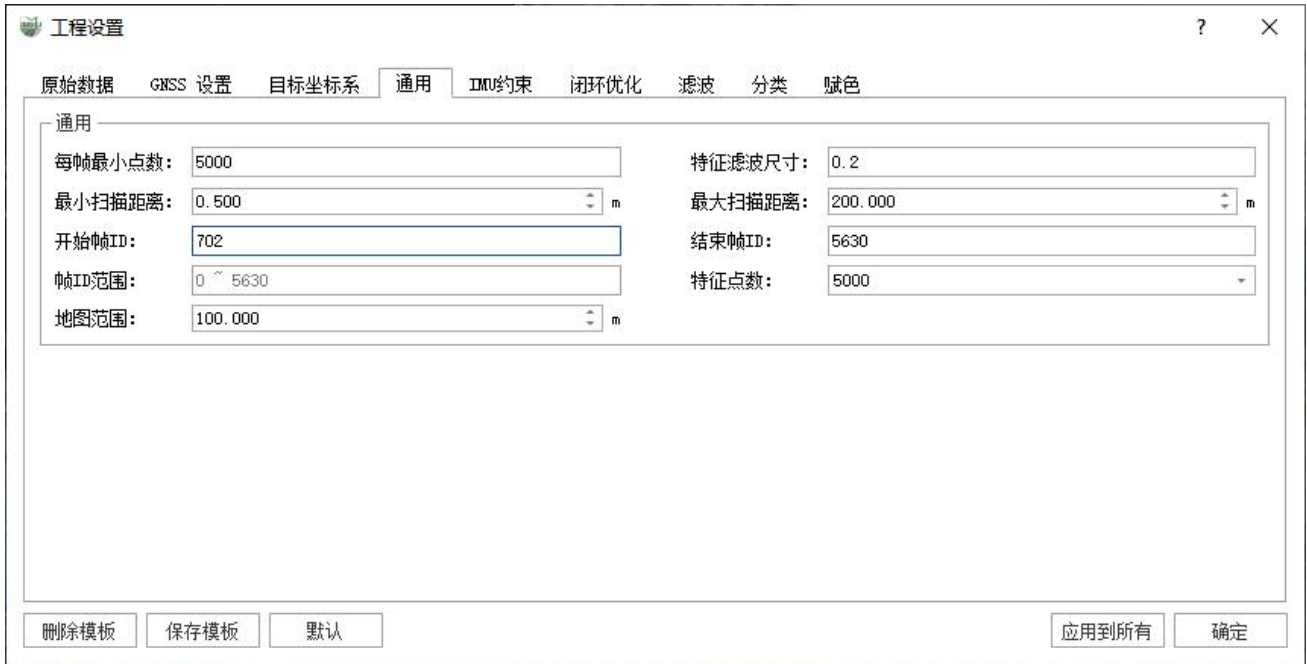 工程设置 ?
原始数据 GNSS 设置 目标坐标系 通用 IMU约束 闭环优化 滤波 分类 赋色
通用
每帧最小点数: 5000 特征滤波尺寸: 0.2
最小扫描距离: 0.500 m 最大扫描距离: 200.000 m
开始帧ID: 702 结束帧ID: 5630
帧ID范围: 0 ~ 5630 特征点数: 5000
地图范围: 100.000 m
删除模板 保存模板 默认 应用到所有 确定